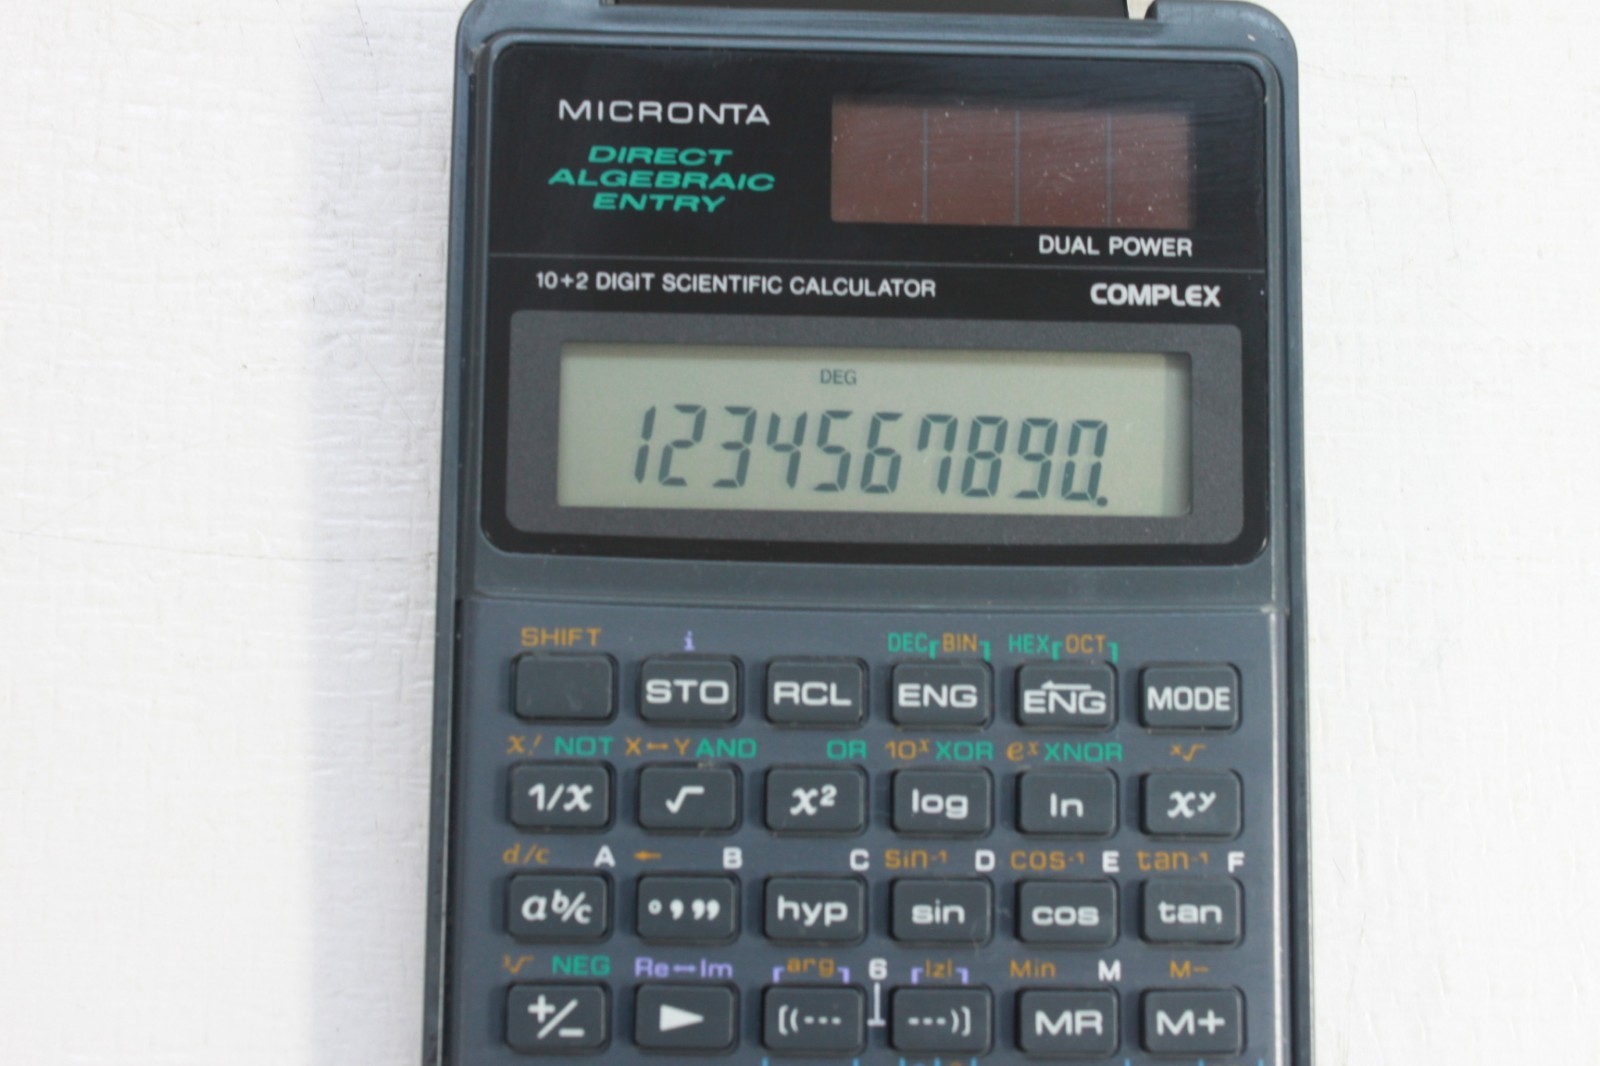 MICRONTA
DIRECT
ALGEBRAIC
ENTRY
DUAL POWER
10+2 DIGIT SCIENTIFIC CALCULATOR
COMPLEX
DEG
1234567890.
SHIFT i DEC BIN HEX OCT
STO RCL ENG ENG MODE
x! NOT X↔Y AND OR 10ˣ XOR eˣ XNOR ˣ√
1/x √ x² log ln xʸ
d/c A ← B C sin⁻¹ D cos⁻¹ E tan⁻¹ F
a b/c ° ’ ” hyp sin cos tan
³√ NEG Re↔Im arg 6 |z| Min M M−
+/− ▶ [(--- ---)] MR M+